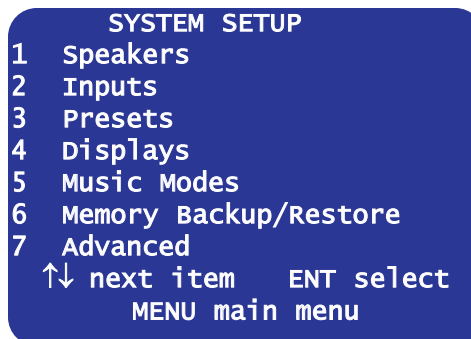 SYSTEM SETUP
1 Speakers
2 Inputs
3 Presets
4 Displays
5 Music Modes
6 Memory Backup/Restore
7 Advanced
↑↓ next item ENT select
MENU main menu